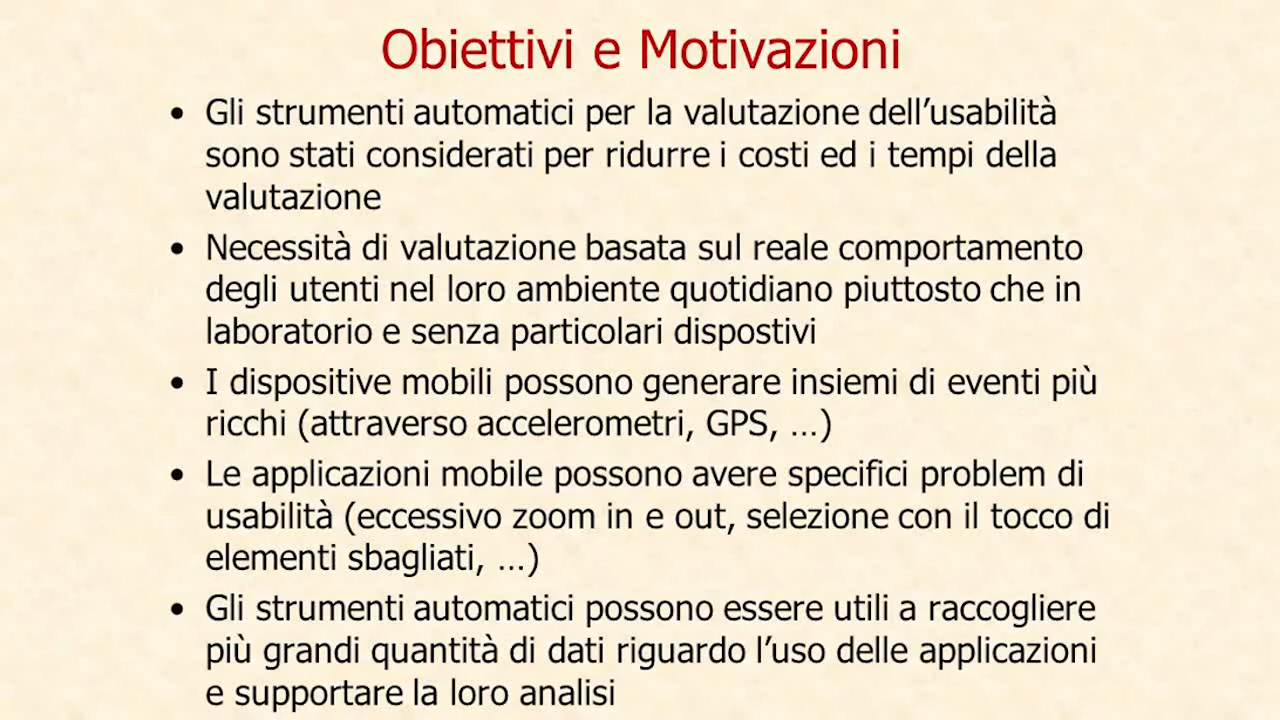 Obiettivi e Motivazioni
• Gli strumenti automatici per la valutazione dell’usabilità
sono stati considerati per ridurre i costi ed i tempi della
valutazione
• Necessità di valutazione basata sul reale comportamento
degli utenti nel loro ambiente quotidiano piuttosto che in
laboratorio e senza particolari dispostivi
• I dispositive mobili possono generare insiemi di eventi più
ricchi (attraverso accelerometri, GPS, …)
• Le applicazioni mobile possono avere specifici problem di
usabilità (eccessivo zoom in e out, selezione con il tocco di
elementi sbagliati, …)
• Gli strumenti automatici possono essere utili a raccogliere
più grandi quantità di dati riguardo l’uso delle applicazioni
e supportare la loro analisi